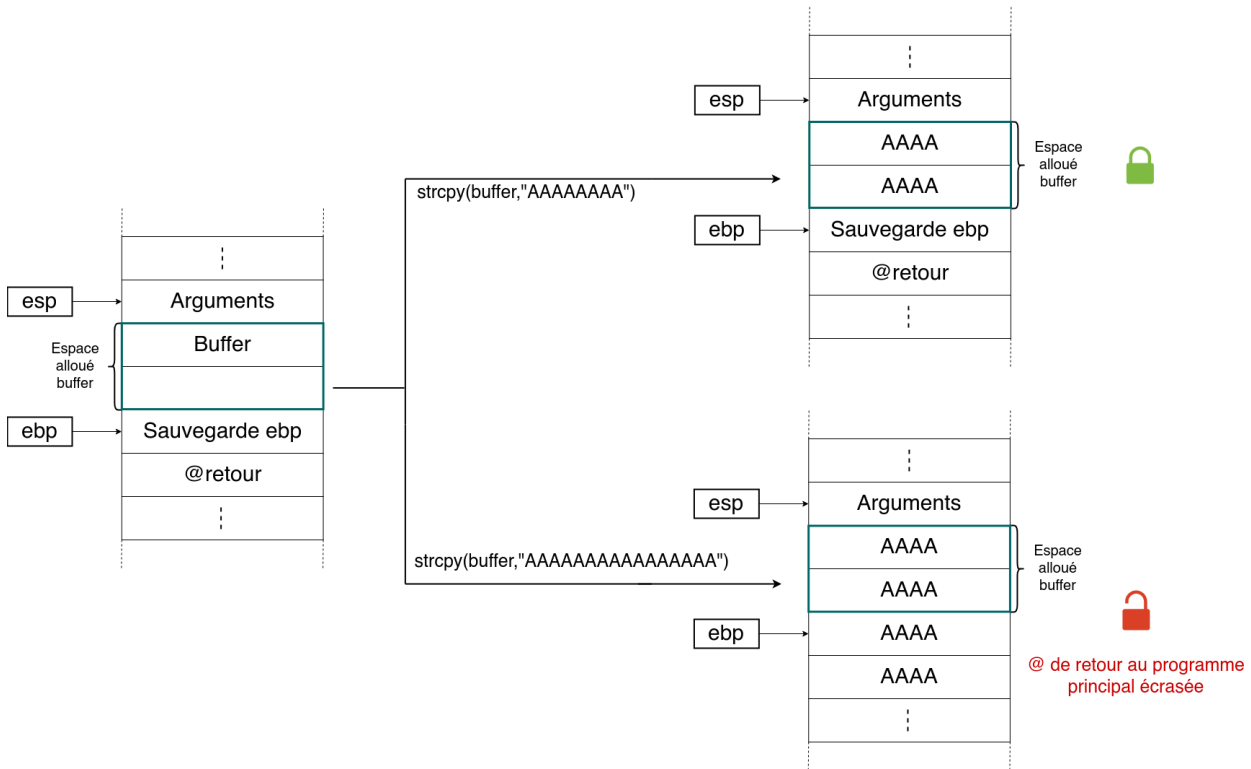 esp
Arguments
Espace
alloué
buffer
Buffer
ebp
Sauvegarde ebp
@retour
strcpy(buffer,"AAAAAAAA")
esp
Arguments
AAAA
AAAA
Espace
alloué
buffer
ebp
Sauvegarde ebp
@retour
strcpy(buffer,"AAAAAAAAAAAAAAAA")
esp
Arguments
AAAA
AAAA
Espace
alloué
buffer
ebp
AAAA
AAAA
@ de retour au programme
principal écrasée